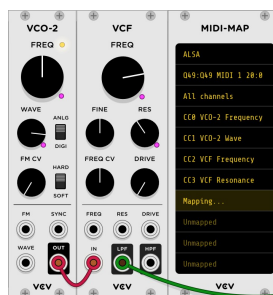 VCO-2
FREQ
WAVE
ANLG
DIGI
FM CV
HARD
SOFT
FM
SYNC
WAVE
OUT
VCV
VCF
FREQ
FINE
RES
FREQ CV
DRIVE
FREQ
RES
DRIVE
IN
LPF
HPF
VCV
MIDI-MAP
ALSA
Q49:Q49 MIDI 1 20:0
All channels
CC0 VCO-2 Frequency
CC1 VCO-2 Wave
CC2 VCF Frequency
CC3 VCF Resonance
Mapping...
Unmapped
Unmapped
Unmapped
VCV